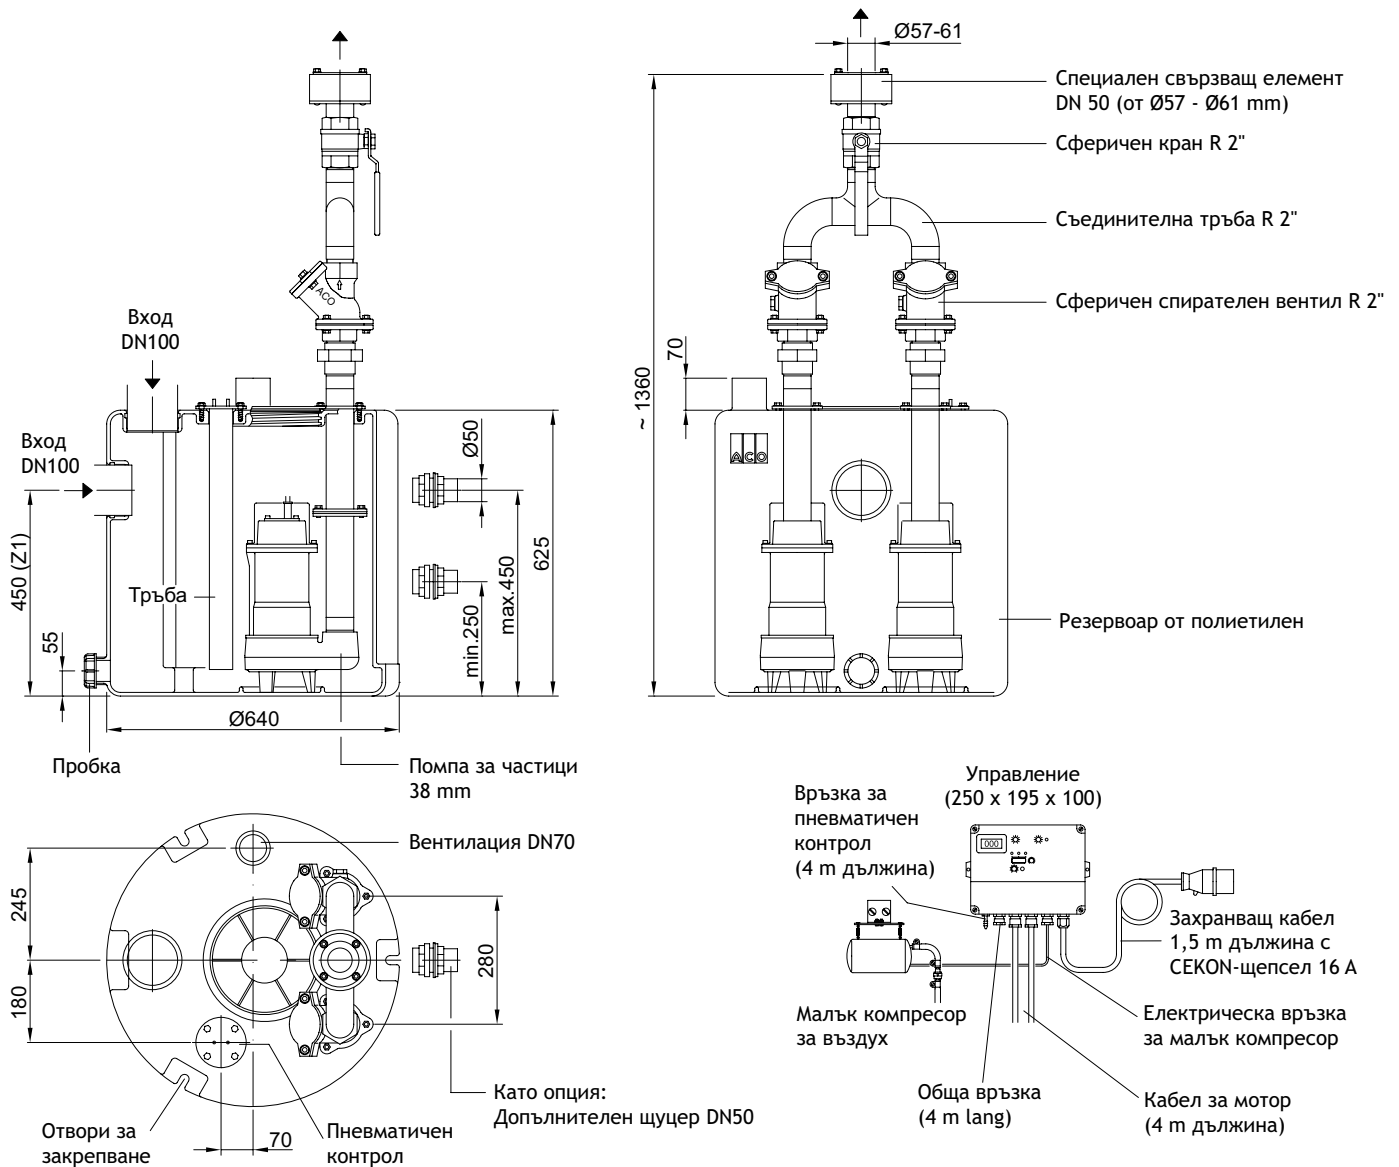 Ø57-61
Специален свързващ елемент
DN 50 (от Ø57 - Ø61 mm)
Сферичен кран R 2"
Съединителна тръба R 2"
Сферичен спирателен вентил R 2"
ACO
Вход
DN100
70
~ 1360
Вход
DN100
Ø50
ACO
450 (Z1)
Тръба
55
min.250
max.450
625
Резервоар от полиетилен
Ø640
Пробка
Помпа за частици
38 mm
Управление
(250 x 195 x 100)
Връзка за
пневматичен
контрол
(4 m дължина)
000
Вентилация DN70
245
180
280
Захранващ кабел
1,5 m дължина с
CEKON-щепсел 16 A
Малък компресор
за въздух
Електрическа връзка
за малък компресор
Като опция:
Допълнителен щуцер DN50
Обща връзка
(4 m lang)
Кабел за мотор
(4 m дължина)
Отвори за
закрепване
70
Пневматичен
контрол